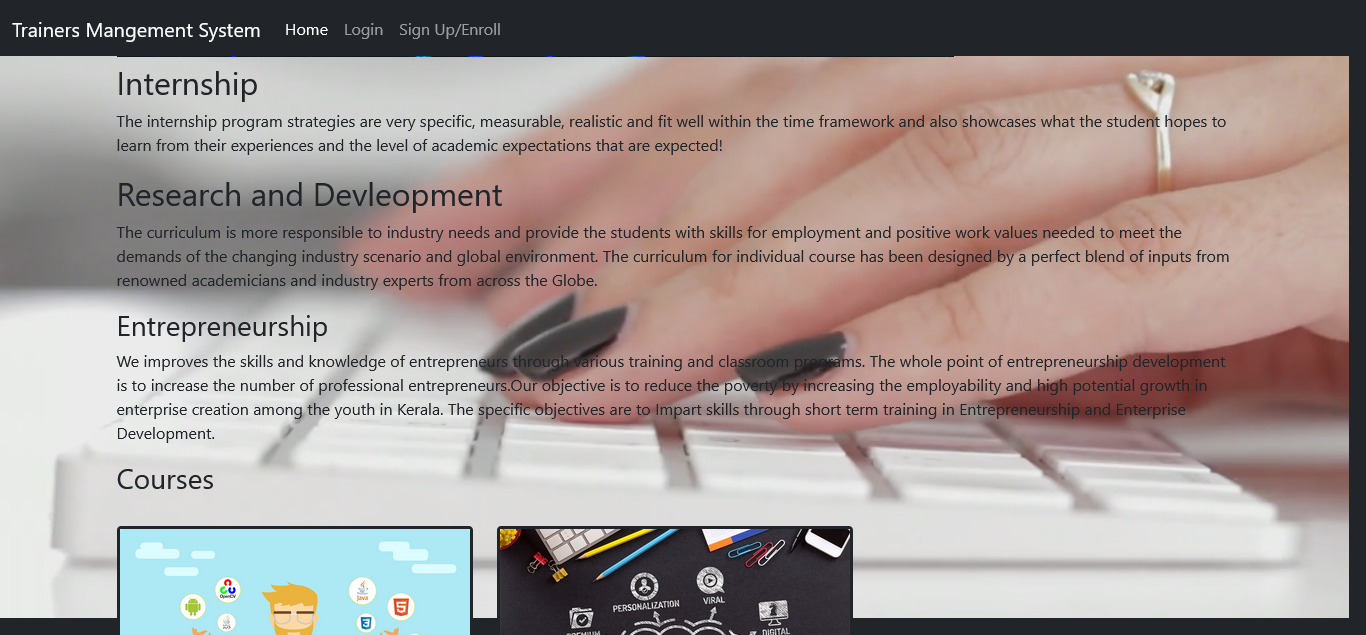 Trainers Mangement System Home Login Sign Up/Enroll
Internship
The internship program strategies are very specific, measurable, realistic and fit well within the time framework and also showcases what the student hopes to
learn from their experiences and the level of academic expectations that are expected!
Research and Devleopment
The curriculum is more responsible to industry needs and provide the students with skills for employment and positive work values needed to meet the
demands of the changing industry scenario and global environment. The curriculum for individual course has been designed by a perfect blend of inputs from
renowned academicians and industry experts from across the Globe.
Entrepreneurship
We improves the skills and knowledge of entrepreneurs through various training and classroom programs. The whole point of entrepreneurship development
is to increase the number of professional entrepreneurs.Our objective is to reduce the poverty by increasing the employability and high potential growth in
enterprise creation among the youth in Kerala. The specific objectives are to Impart skills through short term training in Entrepreneurship and Enterprise
Development.
Courses
OpenCV
Java
PERSONALIZATION
VIRAL
DIGITAL